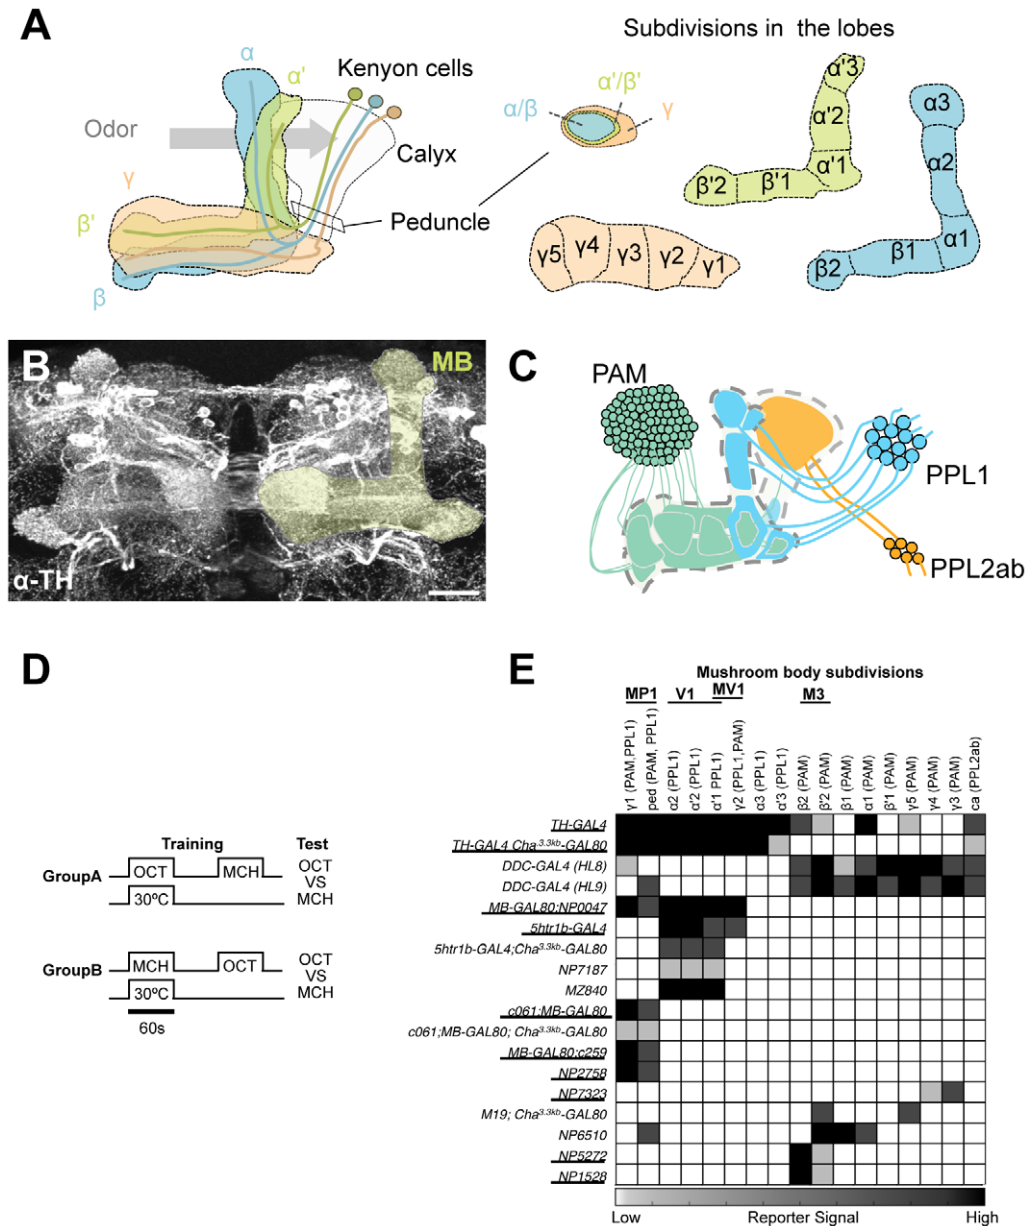 A
Subdivisions in the lobes
α
α'
Kenyon cells
Odor
Calyx
γ
β'
Peduncle
β
α/β
α'/β'
γ
α'3
α'2
α'1
β'1
β'2
α3
α2
α1
β1
β2
γ5
γ4
γ3
γ2
γ1
B
MB
α-TH
C
PAM
PPL1
PPL2ab
D
Training
Test
GroupA
OCT
MCH
OCT
VS
MCH
30ºC
GroupB
MCH
OCT
OCT
VS
MCH
30ºC
60s
E
Mushroom body subdivisions
MP1
V1
MV1
M3
γ1 (PAM,PPL1)
ped (PAM, PPL1)
α2 (PPL1)
α'2 (PPL1)
α'1 PPL1)
γ2 (PPL1,PAM)
α3 (PPL1)
α'3 (PPL1)
β2 (PAM)
β'2 (PAM)
β1 (PAM)
α1 (PAM)
β'1 (PAM)
γ5 (PAM)
γ4 (PAM)
γ3 (PAM)
ca (PPL2ab)
TH-GAL4
TH-GAL4 Cha3.3kb-GAL80
DDC-GAL4 (HL8)
DDC-GAL4 (HL9)
MB-GAL80;NP0047
5htr1b-GAL4
5htr1b-GAL4;Cha3.3kb-GAL80
NP7187
MZ840
c061;MB-GAL80
c061;MB-GAL80; Cha3.3kb-GAL80
MB-GAL80;c259
NP2758
NP7323
M19; Cha3.3kb-GAL80
NP6510
NP5272
NP1528
Low
Reporter Signal
High